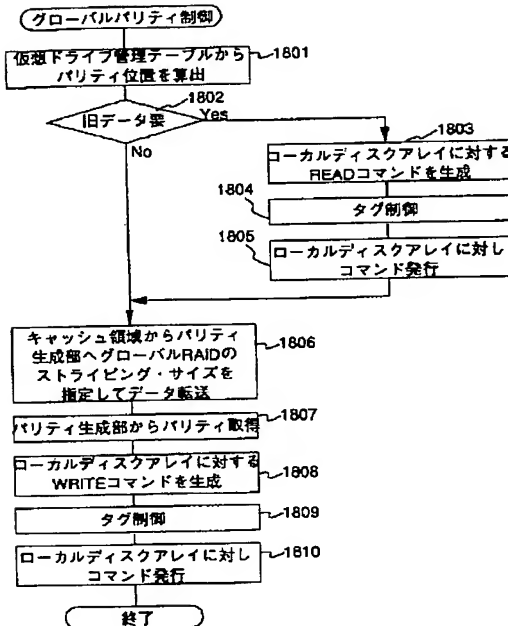 グローバルパリティ制御
仮想ドライブ管理テーブルから
パリティ位置を算出
1801
1802
旧データ要
Yes
No
1803
ローカルディスクアレイに対する
READコマンドを生成
1804
タグ制御
1805
ローカルディスクアレイに対し
コマンド発行
キャッシュ領域からパリティ
生成部へグローバルRAIDの
ストライピング・サイズを
指定してデータ転送
1806
パリティ生成部からパリティ取得
1807
ローカルディスクアレイに対する
WRITEコマンドを生成
1808
タグ制御
1809
ローカルディスクアレイに対し
コマンド発行
1810
終了